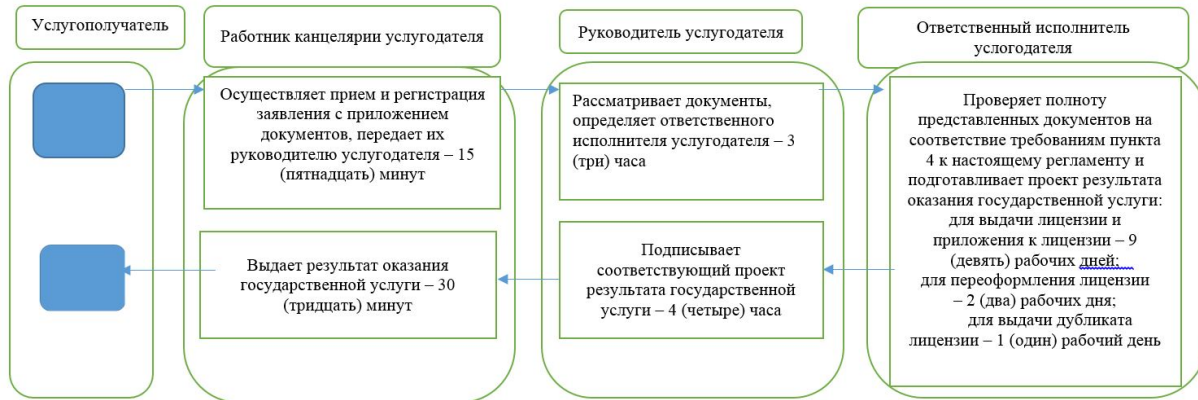 Услугополучатель
Работник канцелярии услугодателя
Руководитель услугодателя
Ответственный исполнитель
услогодателя
Осуществляет прием и регистрация
заявления с приложением
документов, передает их
руководителю услугодателя – 15
(пятнадцать) минут
Рассматривает документы,
определяет ответственного
исполнителя услугодателя – 3
(три) часа
Проверяет полноту
представленных документов на
соответствие требованиям пункта
4 к настоящему регламенту и
подготавливает проект результата
оказания государственной услуги:
для выдачи лицензии и
приложения к лицензии – 9
(девять) рабочих дней;
для переоформления лицензии
– 2 (два) рабочих дня;
для выдачи дубликата
лицензии – 1 (один) рабочий день
Подписывает
соответствующий проект
результата государственной
услуги – 4 (четыре) часа
Выдает результат оказания
государственной услуги – 30
(тридцать) минут